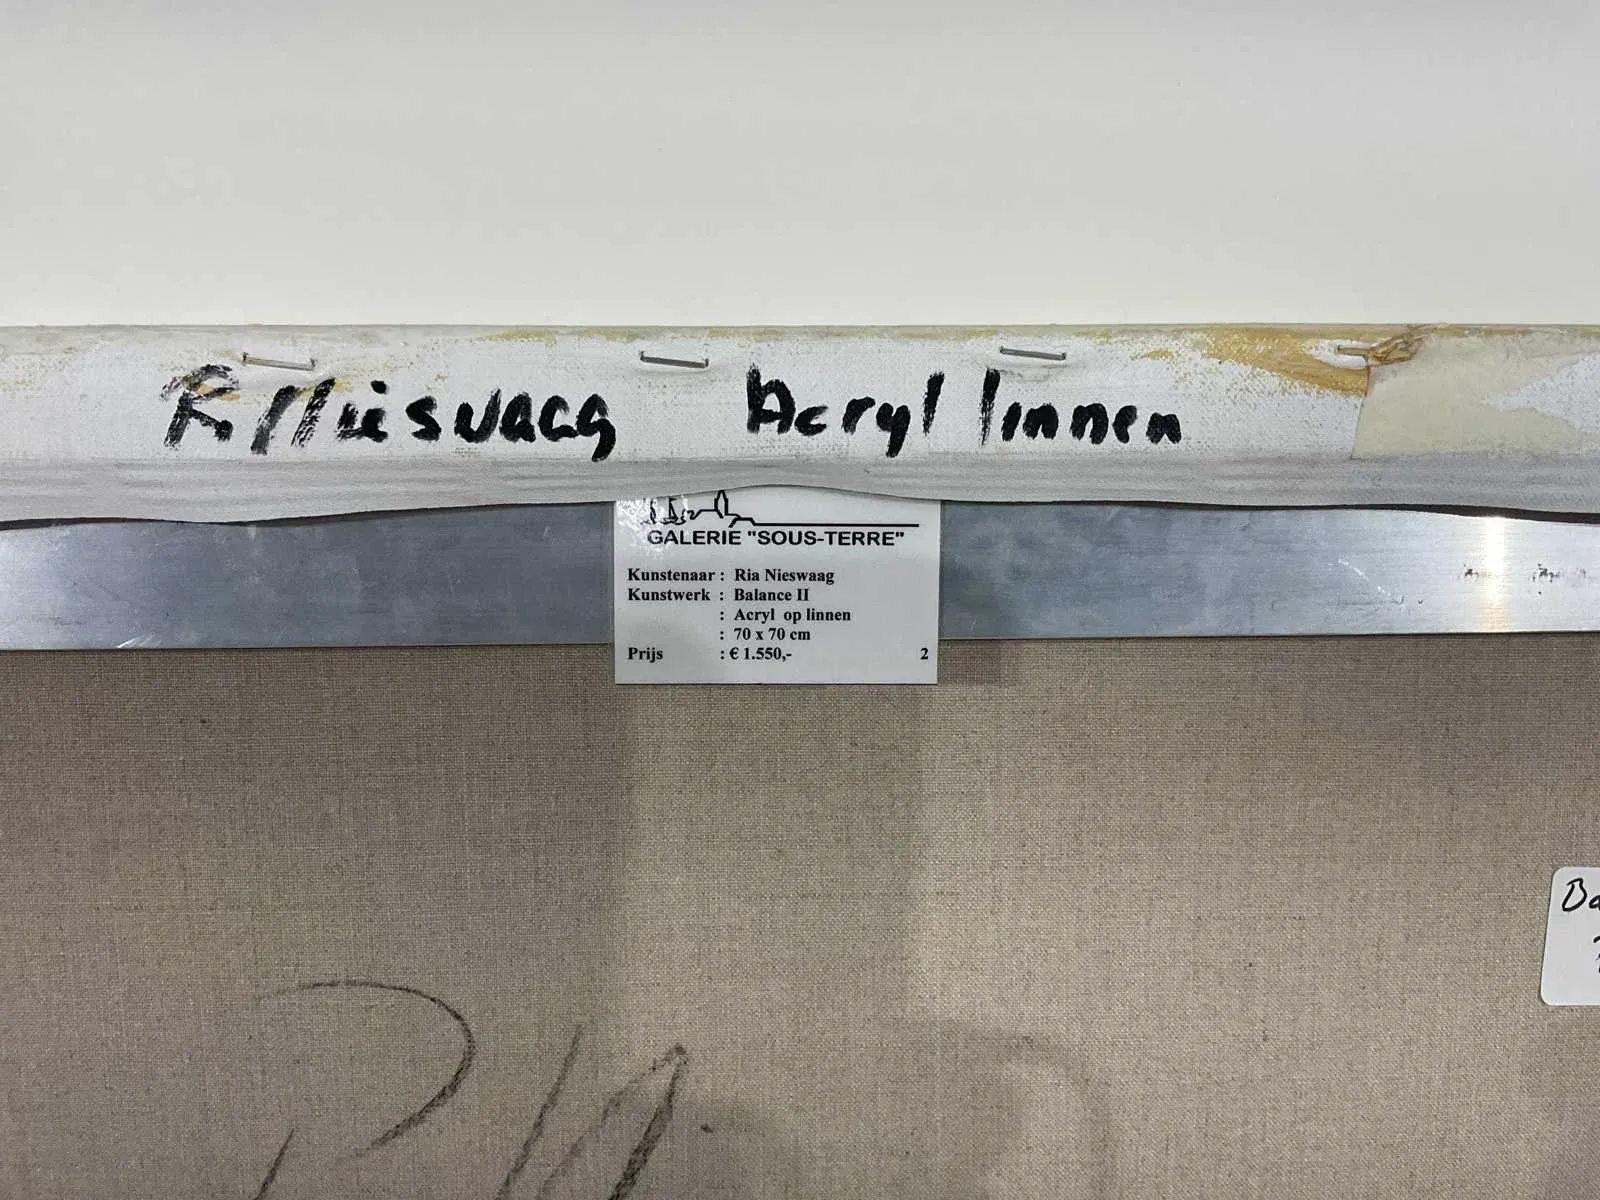 R Nieswaag Acryl linnen
GALERIE "SOUS-TERRE"
Kunstenaar : Ria Nieswaag
Kunstwerk : Balance II
: Acryl op linnen
: 70 x 70 cm
Prijs : € 1.550,- 2